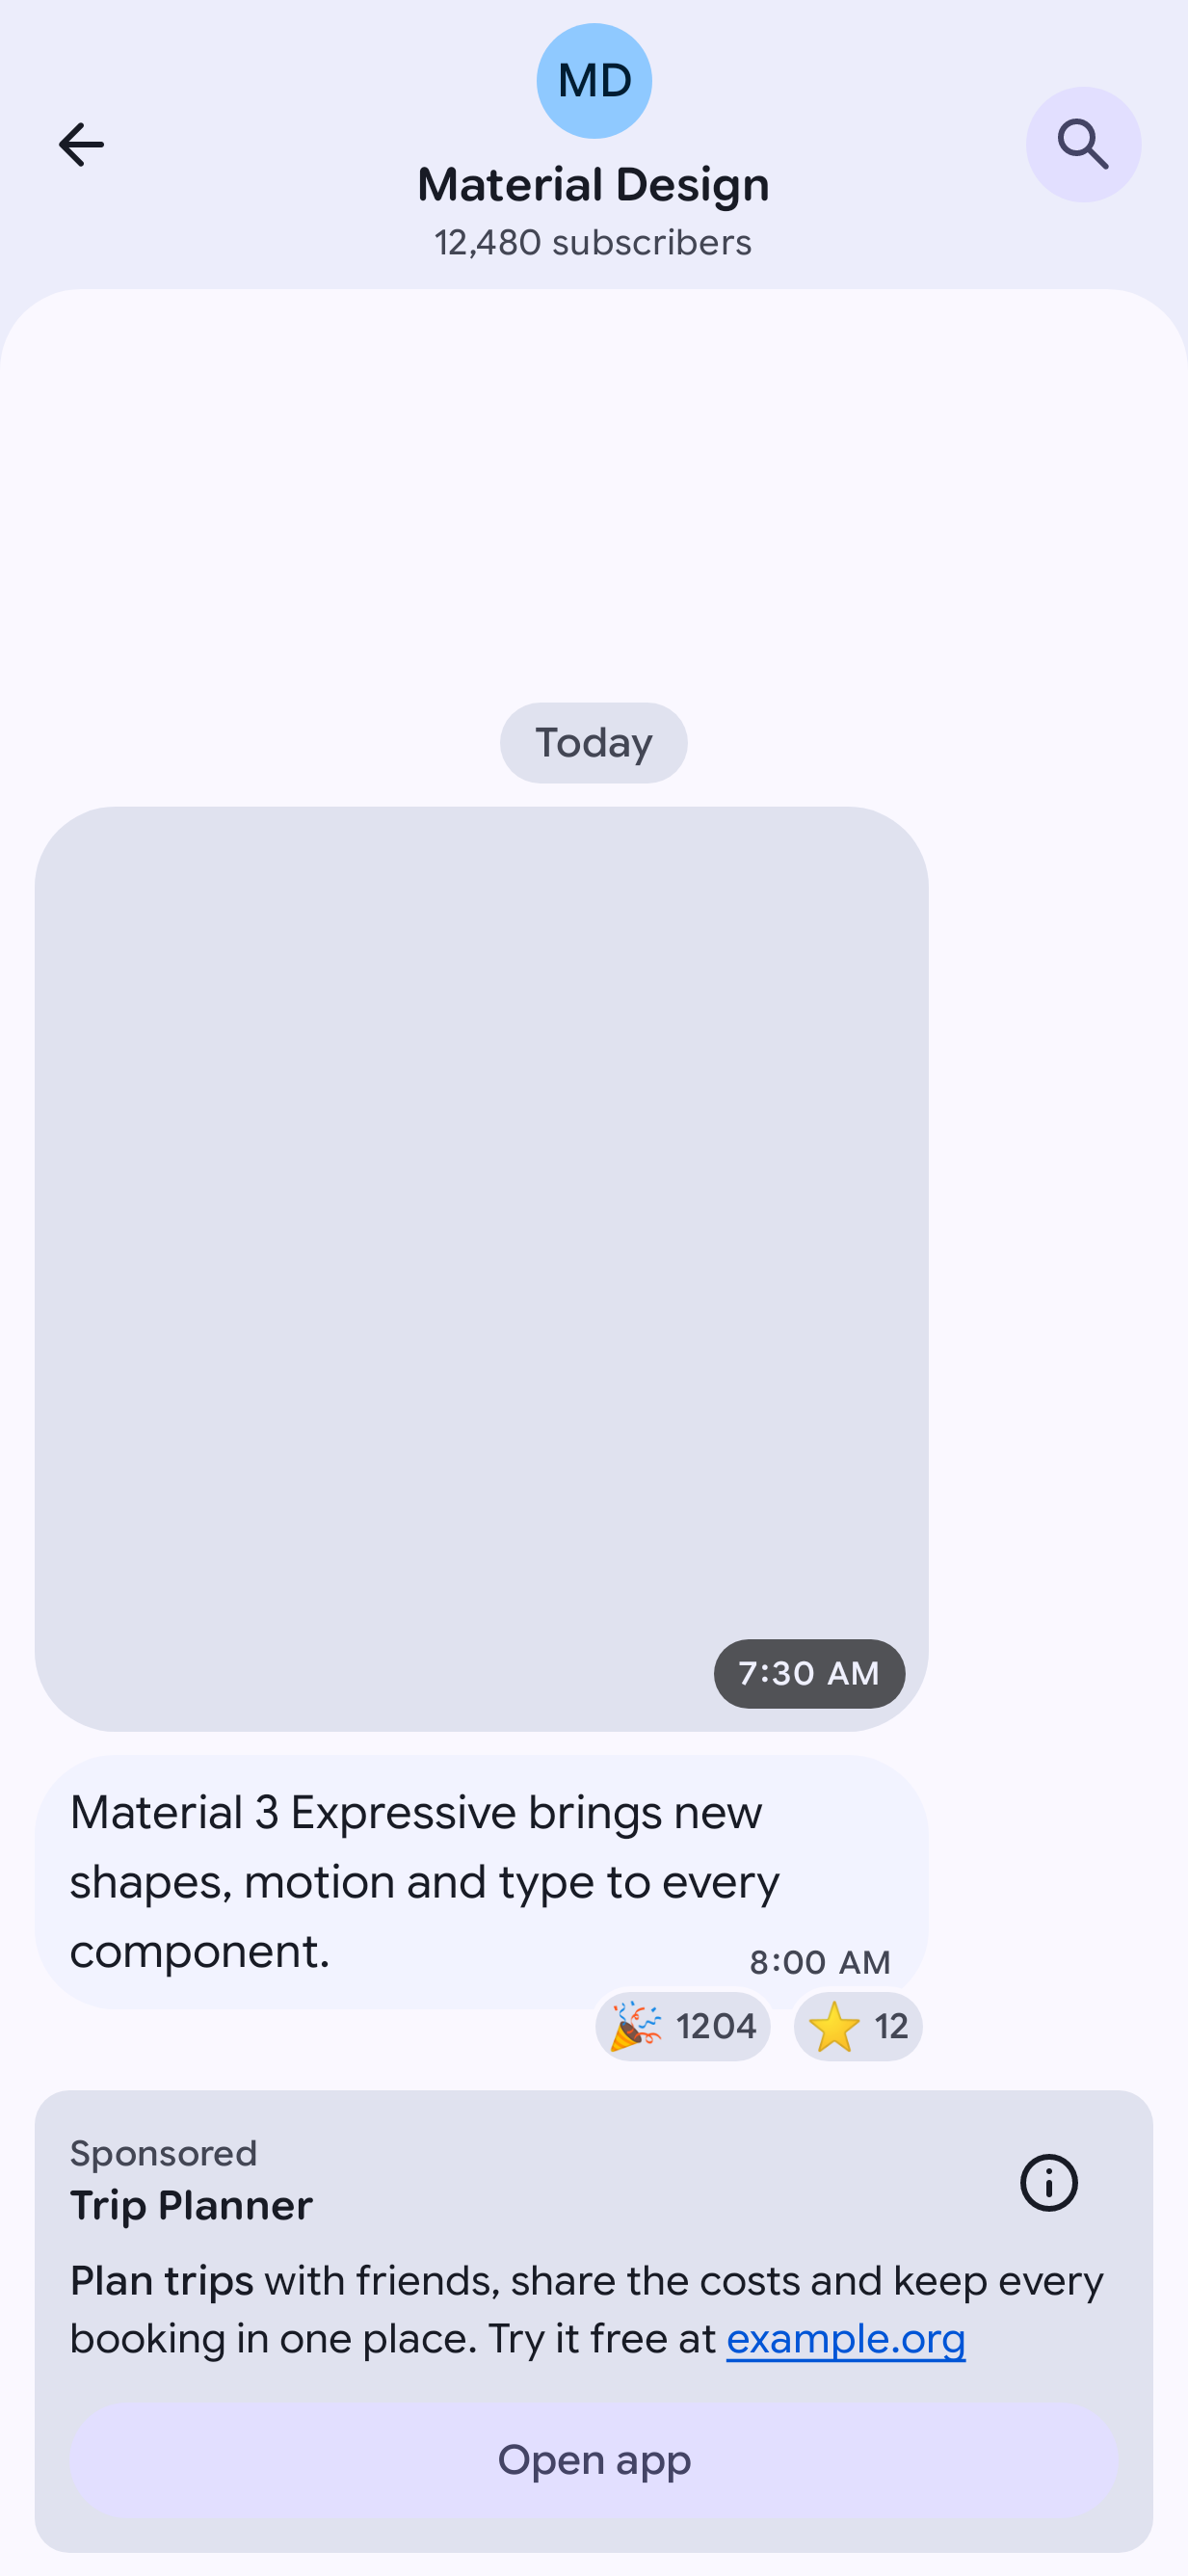 MD
Material Design
12,480 subscribers
Today
7:30 AM
Material 3 Expressive brings new
shapes, motion and type to every
component.
8:00 AM
🎉 1204
⭐ 12
Sponsored
Trip Planner
Plan trips with friends, share the costs and keep every
booking in one place. Try it free at example.org
Open app